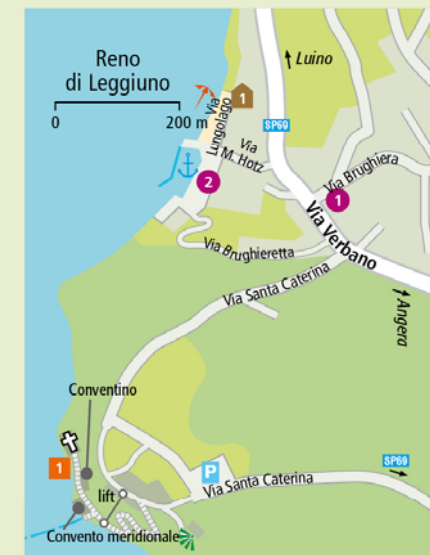 Reno
di Leggiuno
0
200 m
Luino
1
Via
Lungolago
SP69
Via
M. Hotz
2
Via Brughiera
1
Via Verbano
Via Brughieretta
Via Santa Caterina
Angera
Conventino
1
P
SP69
lift
Via Santa Caterina
Convento meridionale